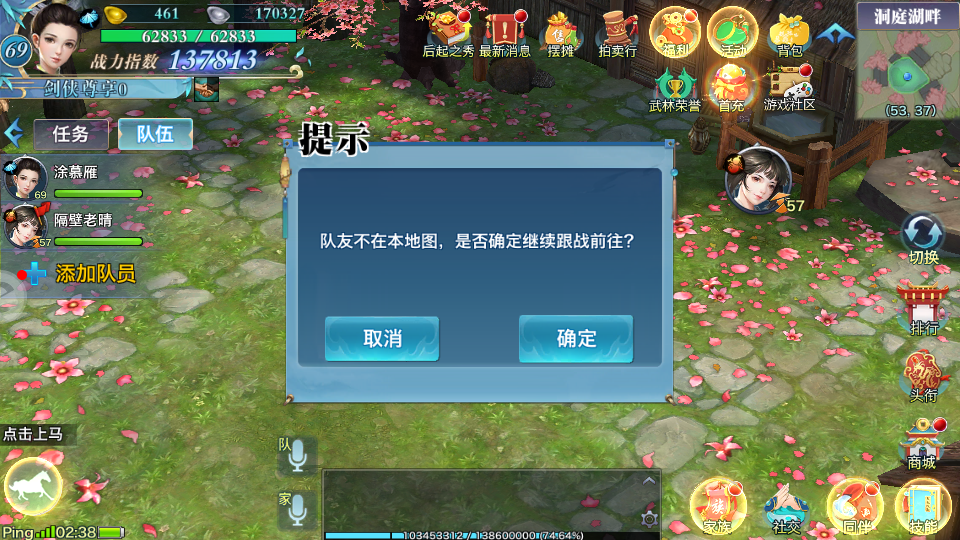 461
170327
62833 / 62833
69
战力指数 137813
剑侠尊享0
后起之秀
最新消息
摆摊
拍卖行
福利
活动
背包
武林荣誉
首充
游戏社区
洞庭湖畔
(53, 37)
任务
队伍
涂慕雁
69
隔壁老晴
57
添加队员
提示
队友不在本地图，是否确定继续跟战前往？
取消
确定
57
切换
排行
头衔
商城
点击上马
队
家
家族
社交
同伴
技能
Ping
02:38
103453312 / 138600000 (74.64%)